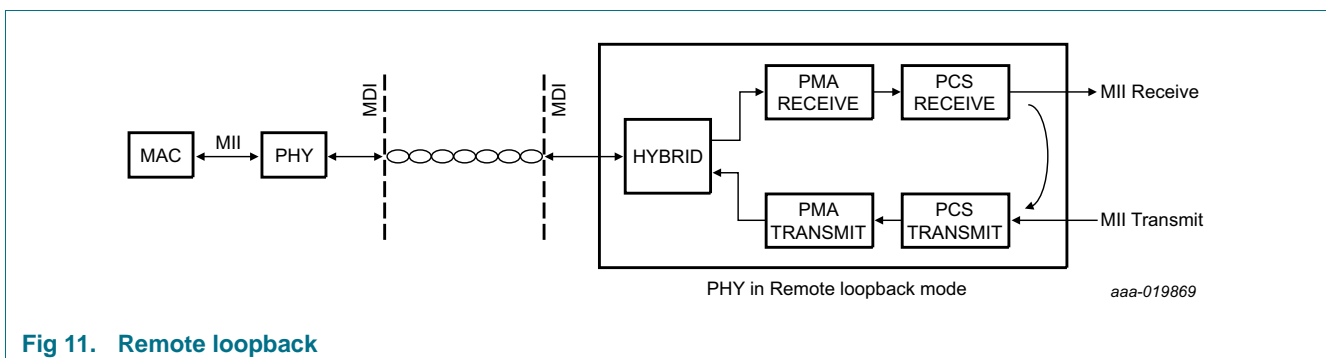 MAC
MII
PHY
MDI
MDI
HYBRID
PMA
RECEIVE
PCS
RECEIVE
MII Receive
PMA
TRANSMIT
PCS
TRANSMIT
MII Transmit
PHY in Remote loopback mode
aaa-019869
Fig 11. Remote loopback